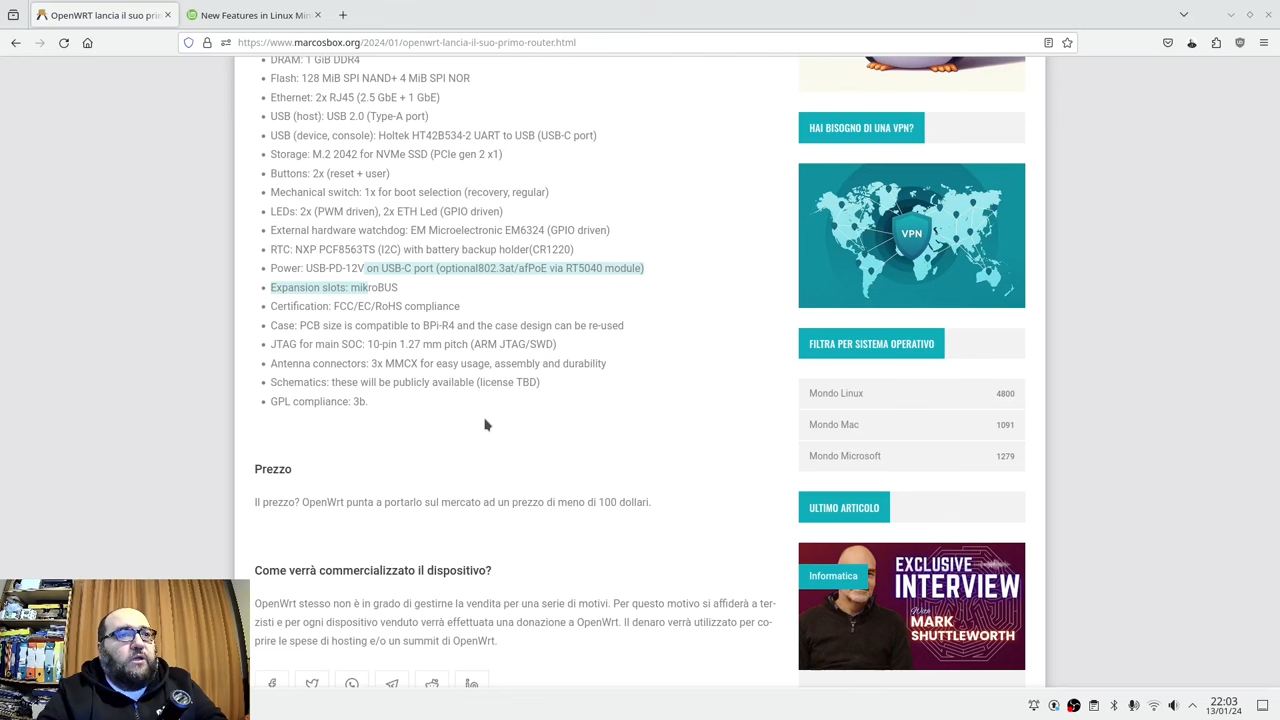 OpenWRT lancia il suo prim
New Features in Linux Min
https://www.marcosbox.org/2024/01/openwrt-lancia-il-suo-primo-router.html
DRAM: 1 GiB DDR4
Flash: 128 MiB SPI NAND+ 4 MiB SPI NOR
Ethernet: 2x RJ45 (2.5 GbE + 1 GbE)
USB (host): USB 2.0 (Type-A port)
USB (device, console): Holtek HT42B534-2 UART to USB (USB-C port)
Storage: M.2 2042 for NVMe SSD (PCIe gen 2 x1)
Buttons: 2x (reset + user)
Mechanical switch: 1x for boot selection (recovery, regular)
LEDs: 2x (PWM driven), 2x ETH Led (GPIO driven)
External hardware watchdog: EM Microelectronic EM6324 (GPIO driven)
RTC: NXP PCF8563TS (I2C) with battery backup holder(CR1220)
Power: USB-PD-12V on USB-C port (optional802.3at/afPoE via RT5040 module)
Expansion slots: mikroBUS
Certification: FCC/EC/RoHS compliance
Case: PCB size is compatible to BPi-R4 and the case design can be re-used
JTAG for main SOC: 10-pin 1.27 mm pitch (ARM JTAG/SWD)
Antenna connectors: 3x MMCX for easy usage, assembly and durability
Schematics: these will be publicly available (license TBD)
GPL compliance: 3b.
Prezzo
Il prezzo? OpenWrt punta a portarlo sul mercato ad un prezzo di meno di 100 dollari.
Come verrà commercializzato il dispositivo?
OpenWrt stesso non è in grado di gestirne la vendita per una serie di motivi. Per questo motivo si affiderà a ter-
zisti e per ogni dispositivo venduto verrà effettuata una donazione a OpenWrt. Il denaro verrà utilizzato per co-
prire le spese di hosting e/o un summit di OpenWrt.
HAI BISOGNO DI UNA VPN?
VPN
FILTRA PER SISTEMA OPERATIVO
Mondo Linux 4800
Mondo Mac 1091
Mondo Microsoft 1279
ULTIMO ARTICOLO
Informatica
EXCLUSIVE
INTERVIEW
With
MARK
SHUTTLEWORTH
22:03
13/01/24